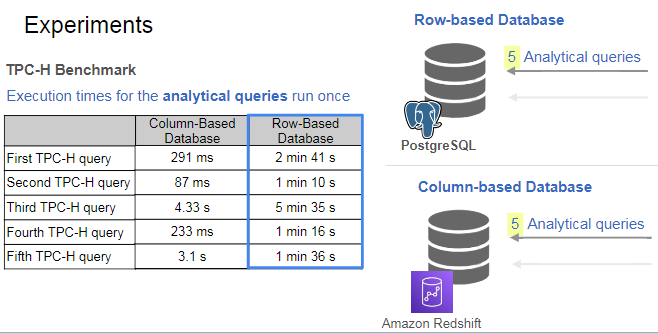 Experiments
TPC-H Benchmark
Execution times for the analytical queries run once
Column-Based Database
Row-Based Database
First TPC-H query 291 ms 2 min 41 s
Second TPC-H query 87 ms 1 min 10 s
Third TPC-H query 4.33 s 5 min 35 s
Fourth TPC-H query 233 ms 1 min 16 s
Fifth TPC-H query 3.1 s 1 min 36 s
Row-based Database
5 Analytical queries
PostgreSQL
Column-based Database
5 Analytical queries
Amazon Redshift